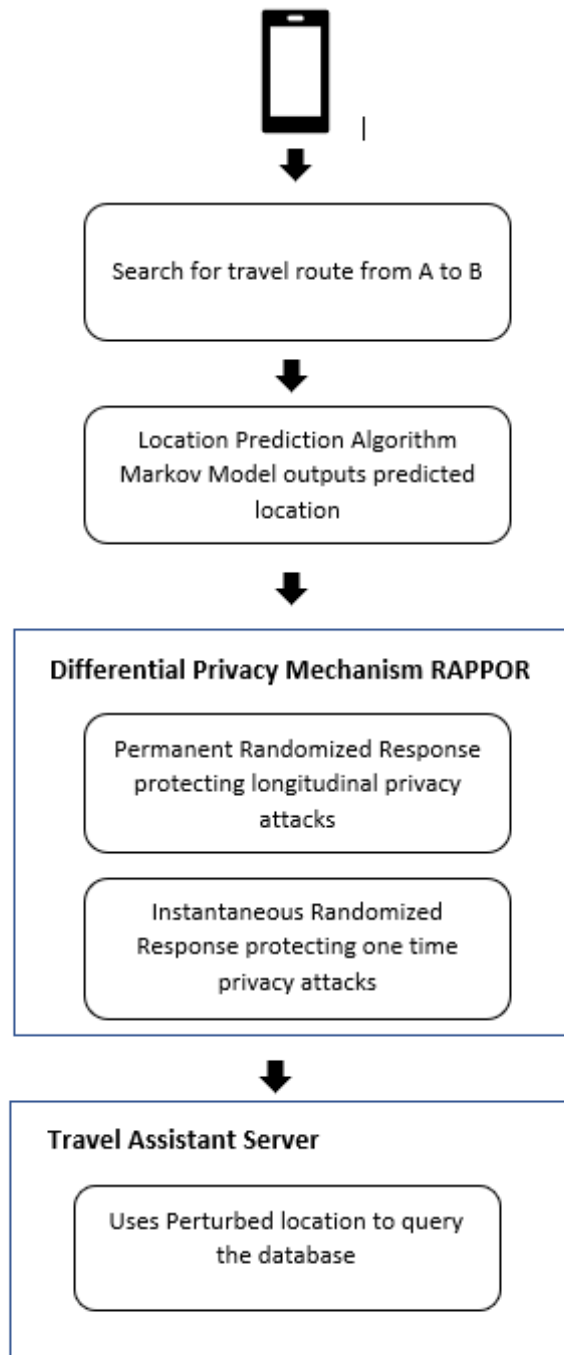 Search for travel route from A to B
Location Prediction Algorithm
Markov Model outputs predicted
location
Differential Privacy Mechanism RAPPOR
Permanent Randomized Response
protecting longitudinal privacy
attacks
Instantaneous Randomized
Response protecting one time
privacy attacks
Travel Assistant Server
Uses Perturbed location to query
the database